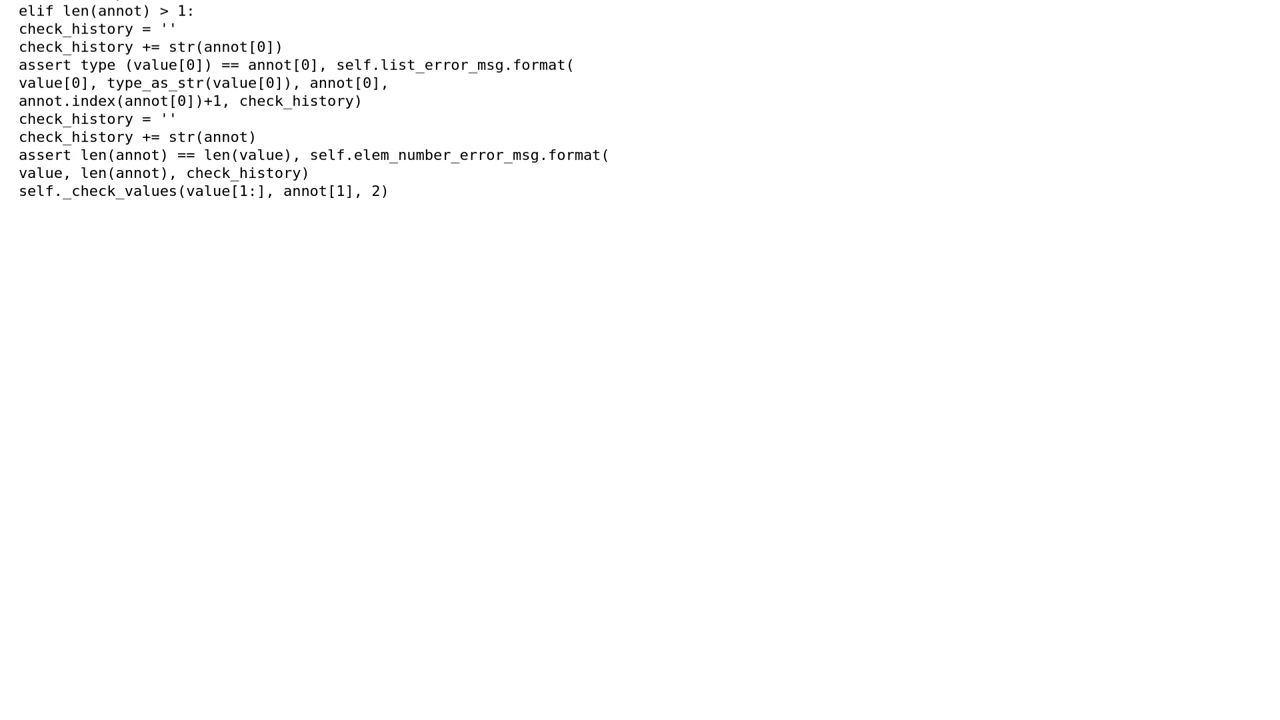 elif len(annot) > 1:
check_history = ''
check_history += str(annot[0])
assert type (value[0]) == annot[0], self.list_error_msg.format(
value[0], type_as_str(value[0]), annot[0],
annot.index(annot[0])+1, check_history)
check_history = ''
check_history += str(annot)
assert len(annot) == len(value), self.elem_number_error_msg.format(
value, len(annot), check_history)
self._check_values(value[1:], annot[1], 2)